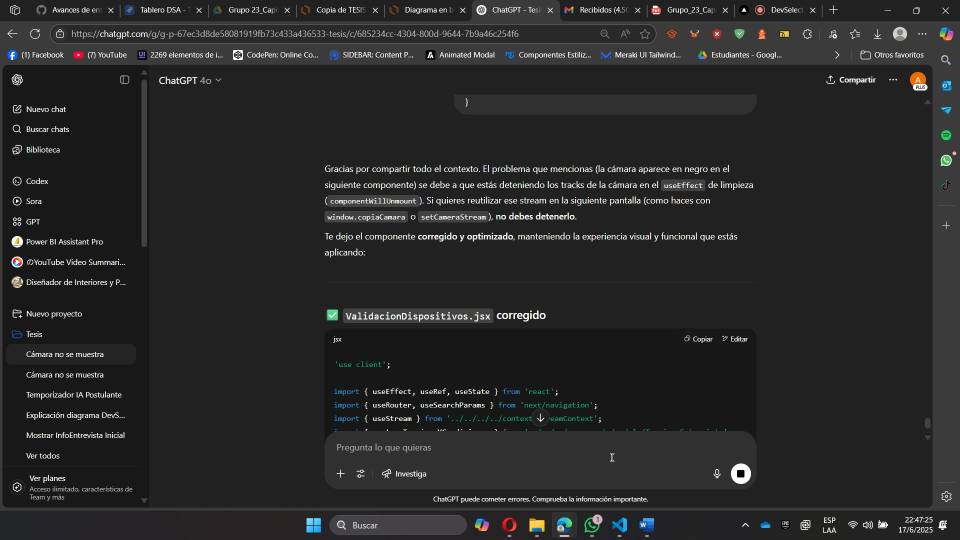 Avances de en
Tablero DSA -
Grupo 23_Cap
Copia de TESIS
Diagrama en b
ChatGPT - Tesi
Recibidos (4.50
Grupo_23_Cap
DevSelect
https://chatgpt.com/g/g-p-67ec3d8de58081919fb73c433a436533-tesis/c/685234cc-4304-800d-9644-7b9a46c254f6
(1) Facebook
(7) YouTube
2269 elementos de i...
CodePen: Online Co...
SIDEBAR: Content P...
Animated Modal
Componentes Estiliz...
Meraki UI Tailwind...
Estudiantes - Googl...
Otros favoritos
ChatGPT 4o
Compartir
PLUS
Nuevo chat
Buscar chats
Biblioteca
Codex
Sora
GPT
Power BI Assistant Pro
YouTube Video Summari...
Diseñador de Interiores y P...
Nuevo proyecto
Tesis
Cámara no se muestra
Cámara no se muestra
Temporizador IA Postulante
Explicación diagrama DevS...
Mostrar InfoEntrevista Inicial
Ver todos
Ver planes
Acceso ilimitado, características de
Team y más
}
Gracias por compartir todo el contexto. El problema que mencionas (la cámara aparece en negro en el
siguiente componente) se debe a que estás deteniendo los tracks de la cámara en el useEffect de limpieza
(componentWillUnmount). Si quieres reutilizar ese stream en la siguiente pantalla (como haces con
window.copiaCamara o setCameraStream), no debes detenerlo.
Te dejo el componente corregido y optimizado, manteniendo la experiencia visual y funcional que estás
aplicando:
ValidacionDispositivos.jsx corregido
jsx
Copiar
Editar
'use client';
import { useEffect, useRef, useState } from 'react';
import { useRouter, useSearchParams } from 'next/navigation';
import { useStream } from '../../../../context/StreamContext';
Pregunta lo que quieras
Investiga
ChatGPT puede cometer errores. Comprueba la información importante.
Buscar
ESP
LAA
22:47:25
17/6/2025